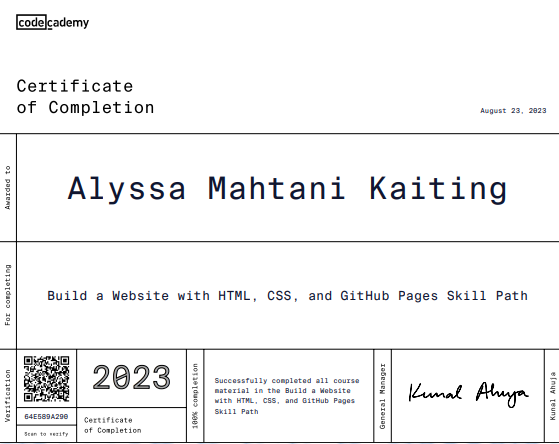 codecademy
Certificate
of Completion
August 23, 2023
Awarded to
Alyssa Mahtani Kaiting
For completing
Build a Website with HTML, CSS, and GitHub Pages Skill Path
Verification
64E589A290
Scan to verify
2023
Certificate
of Completion
100% completion
Successfully completed all course
material in the Build a Website
with HTML, CSS, and GitHub Pages
Skill Path
General Manager
Kunal Ahuja
Kunal Ahuja